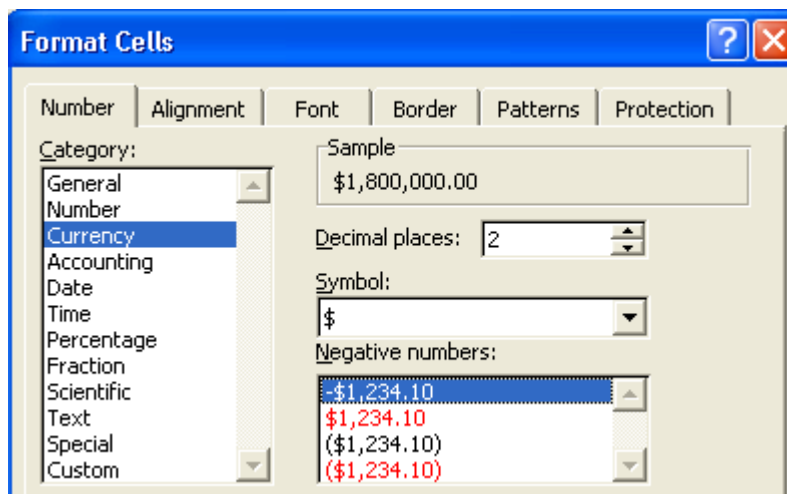 Format Cells
?
Number Alignment Font Border Patterns Protection
Category:
General
Number
Currency
Accounting
Date
Time
Percentage
Fraction
Scientific
Text
Special
Custom
Sample
$1,800,000.00
Decimal places: 2
Symbol:
$
Negative numbers:
-$1,234.10
$1,234.10
($1,234.10)
($1,234.10)